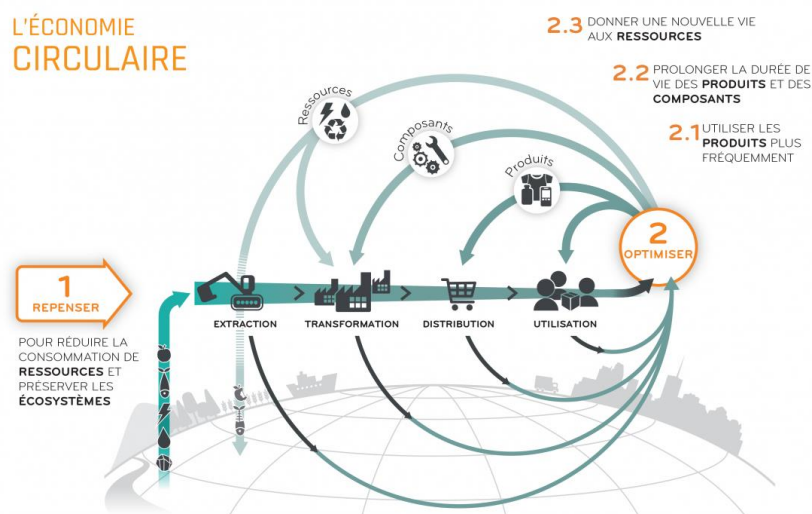 L'ÉCONOMIE
CIRCULAIRE
2.3 DONNER UNE NOUVELLE VIE
AUX RESSOURCES
2.2 PROLONGER LA DURÉE DE
VIE DES PRODUITS ET DES
COMPOSANTS
2.1 UTILISER LES
PRODUITS PLUS
FRÉQUEMMENT
Ressources
Composants
Produits
2
OPTIMISER
1
REPENSER
POUR RÉDUIRE LA
CONSOMMATION DE
RESSOURCES ET
PRÉSERVER LES
ÉCOSYSTÈMES
EXTRACTION
TRANSFORMATION
DISTRIBUTION
UTILISATION